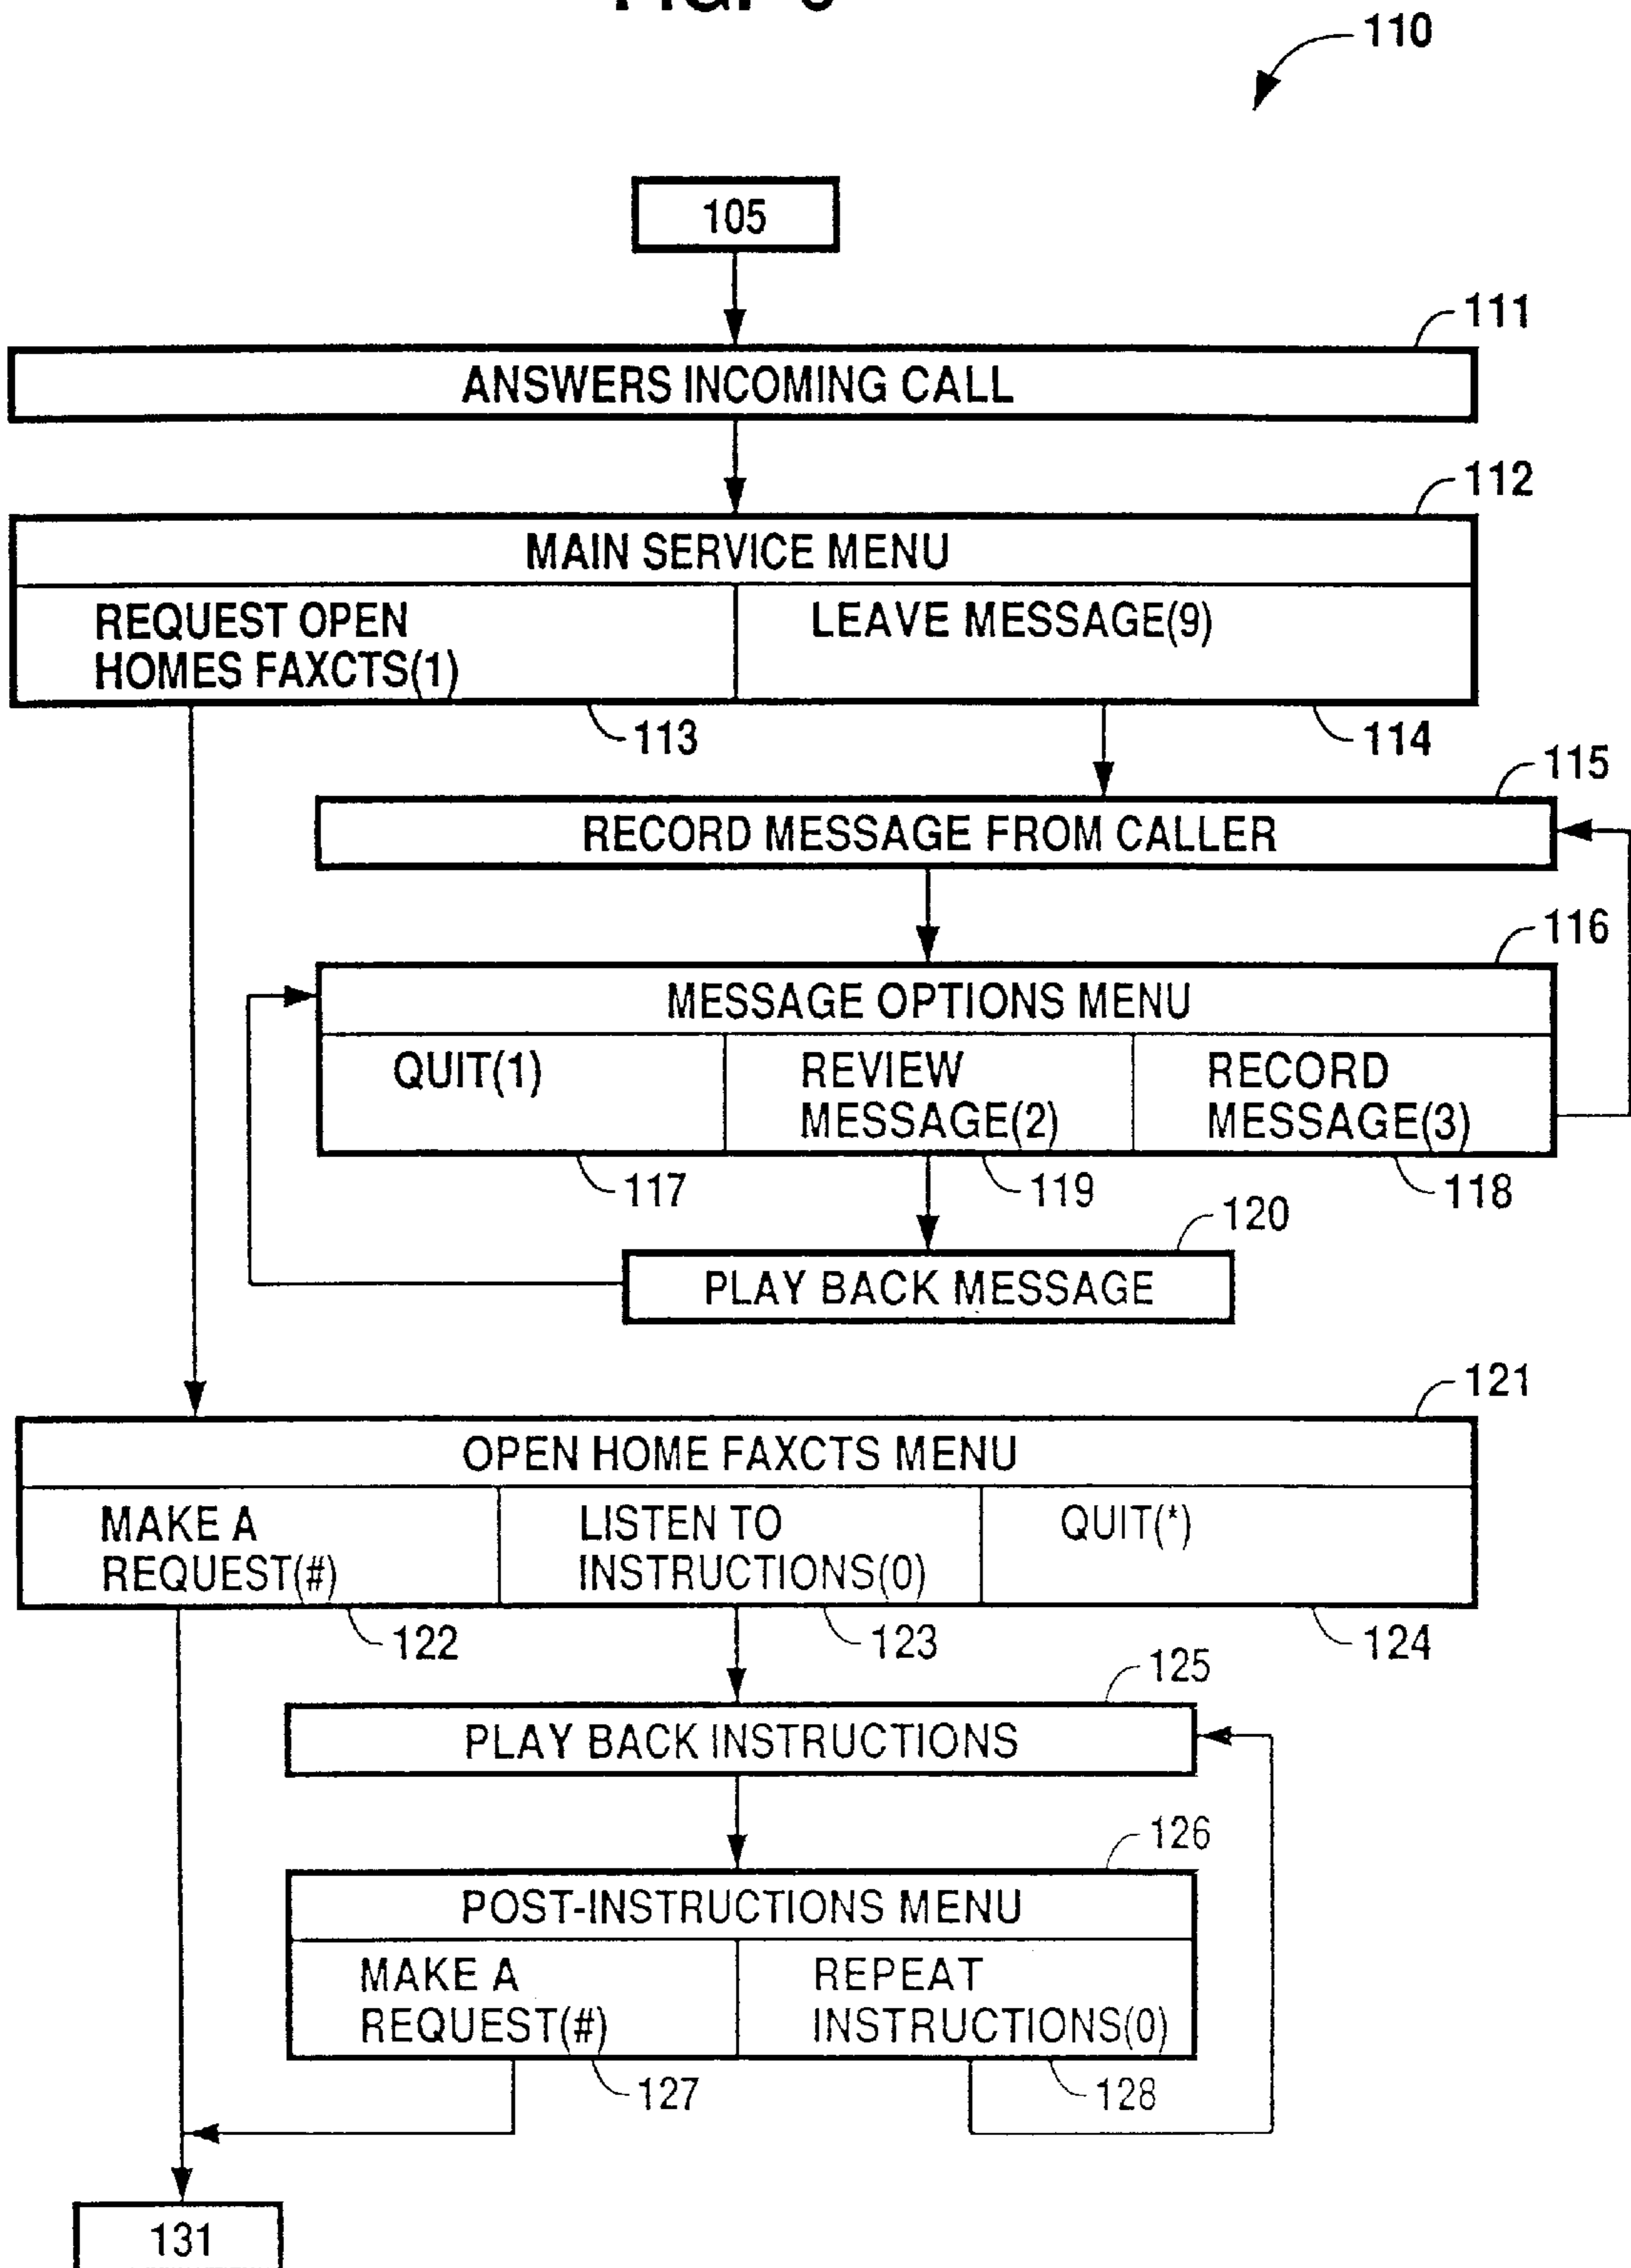 110
105
111
ANSWERS INCOMING CALL
112
MAIN SERVICE MENU
REQUEST OPEN
HOMES FAXCTS(1)
LEAVE MESSAGE(9)
113
114
115
RECORD MESSAGE FROM CALLER
116
MESSAGE OPTIONS MENU
QUIT(1)
REVIEW
MESSAGE(2)
RECORD
MESSAGE(3)
117
119
118
120
PLAY BACK MESSAGE
121
OPEN HOME FAXCTS MENU
MAKE A
REQUEST(#)
LISTEN TO
INSTRUCTIONS(0)
QUIT(*)
122
123
124
125
PLAY BACK INSTRUCTIONS
126
POST-INSTRUCTIONS MENU
MAKE A
REQUEST(#)
REPEAT
INSTRUCTIONS(0)
127
128
131